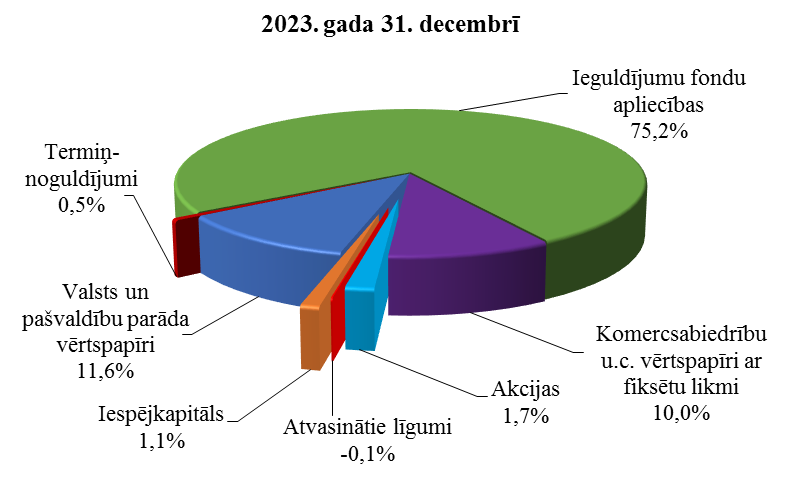 2023. gada 31. decembrī
Ieguldījumu fondu
apliecības
75,2%
Termiņ-
noguldījumi
0,5%
Valsts un
pašvaldību parāda
vērtspapīri
11,6%
Iespējkapitāls
1,1%
Atvasinātie līgumi
-0,1%
Akcijas
1,7%
Komercsabiedrību
u.c. vērtspapīri ar
fiksētu likmi
10,0%